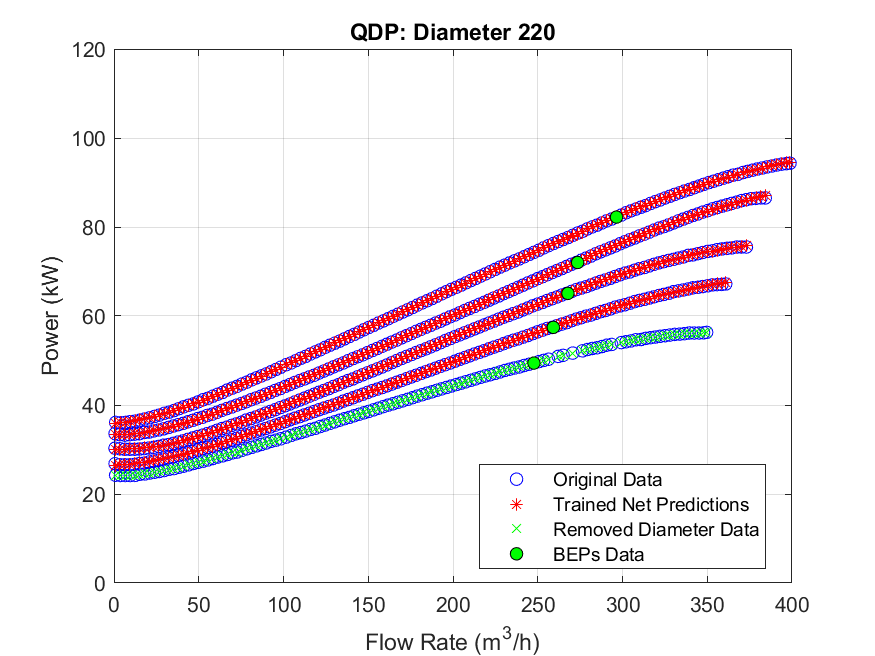 QDP: Diameter 220
120
100
80
60
40
20
0
Power (kW)
Original Data
Trained Net Predictions
Removed Diameter Data
BEPs Data
0 50 100 150 200 250 300 350 400
Flow Rate (m³/h)